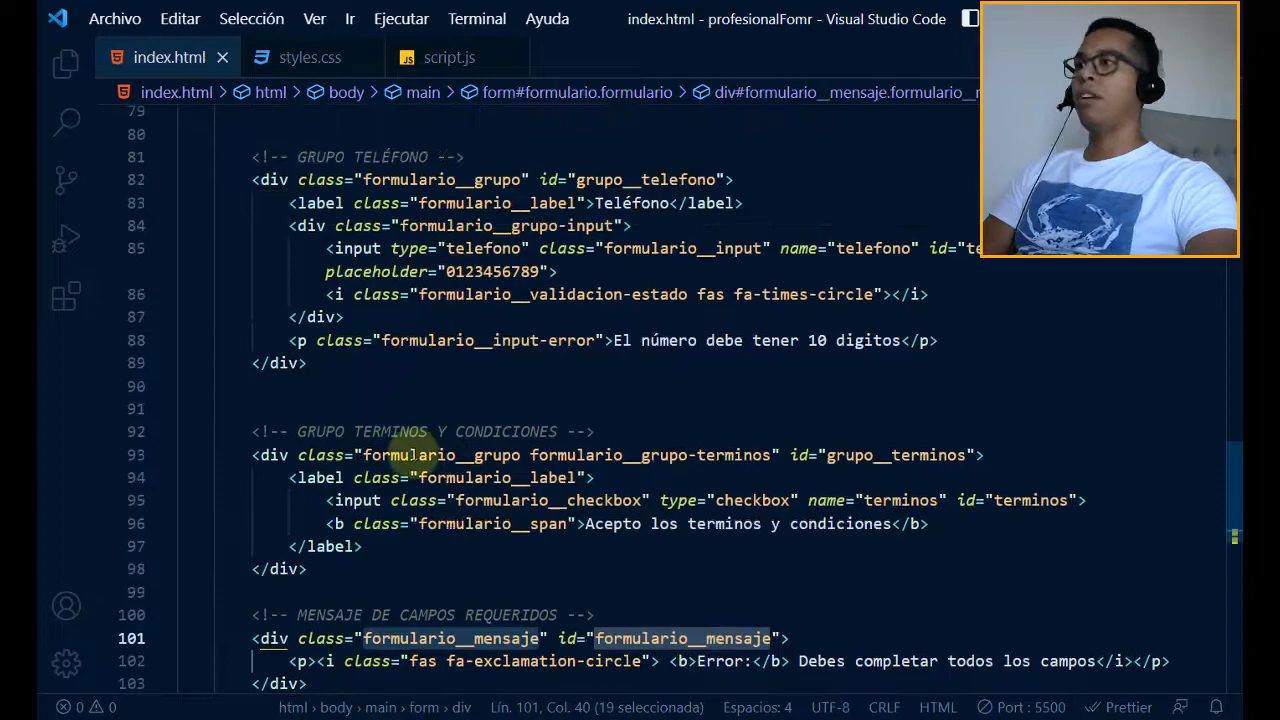 Archivo Editar Selección Ver Ir Ejecutar Terminal Ayuda index.html - profesionalFomr - Visual Studio Code
index.html styles.css script.js
index.html > html > body > main > form#formulario.formulario > div#formulario__mensaje.formulario__
79
80
81 <!-- GRUPO TELÉFONO -->
82 <div class="formulario__grupo" id="grupo__telefono">
83 <label class="formulario__label">Teléfono</label>
84 <div class="formulario__grupo-input">
85 <input type="telefono" class="formulario__input" name="telefono" id="te
placeholder="0123456789">
86 <i class="formulario__validacion-estado fas fa-times-circle"></i>
87 </div>
88 <p class="formulario__input-error">El número debe tener 10 digitos</p>
89 </div>
90
91
92 <!-- GRUPO TERMINOS Y CONDICIONES -->
93 <div class="formulario__grupo formulario__grupo-terminos" id="grupo__terminos">
94 <label class="formulario__label">
95 <input class="formulario__checkbox" type="checkbox" name="terminos" id="terminos">
96 <b class="formulario__span">Acepto los terminos y condiciones</b>
97 </label>
98 </div>
99
100 <!-- MENSAJE DE CAMPOS REQUERIDOS -->
101 <div class="formulario__mensaje" id="formulario__mensaje">
102 <p><i class="fas fa-exclamation-circle"> <b>Error:</b> Debes completar todos los campos</i></p>
103 </div>
0 0 html > body > main > form > div Lín. 101, Col. 40 (19 seleccionada) Espacios: 4 UTF-8 CRLF HTML Port : 5500 Prettier